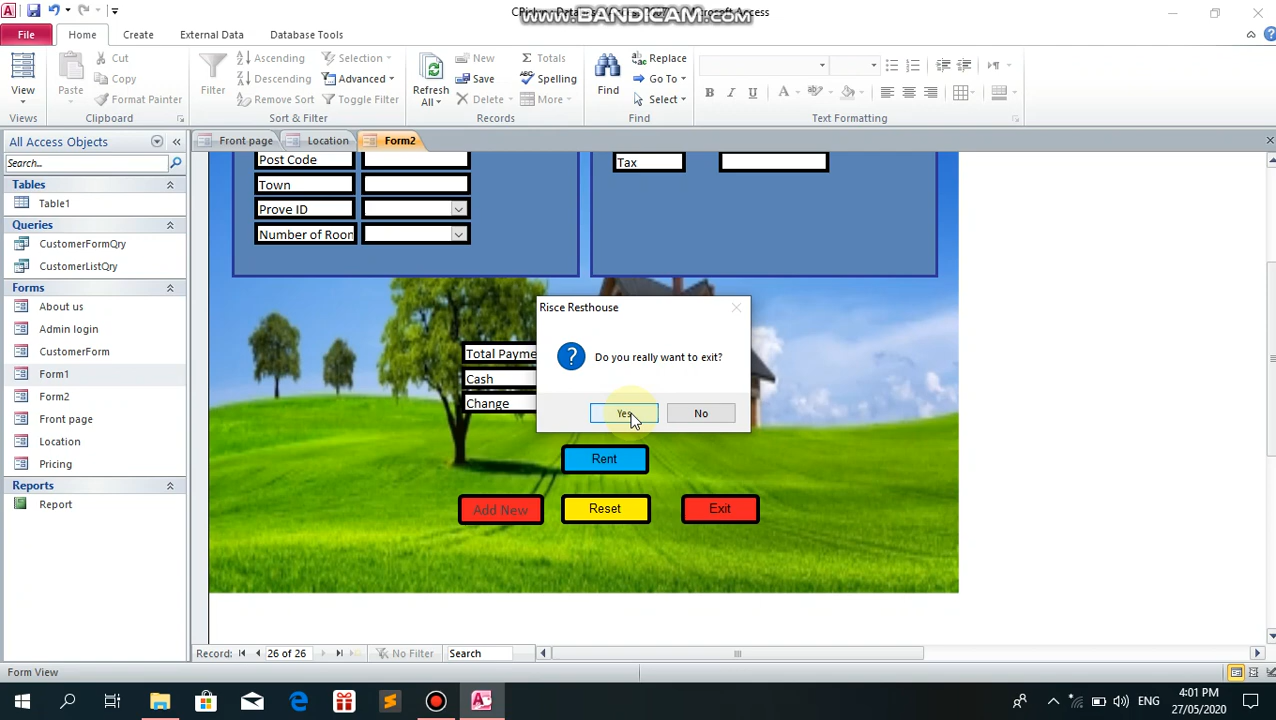 CPickup : Database (Access 2007) - Microsoft Access
www.BANDICAM.com
File
Home
Create
External Data
Database Tools
View
Views
Paste
Cut
Copy
Format Painter
Clipboard
Filter
Ascending
Descending
Remove Sort
Selection
Advanced
Toggle Filter
Sort & Filter
Refresh
All
New
Save
Delete
Totals
Spelling
More
Records
Find
Replace
Go To
Select
Find
B
I
U
A
Text Formatting
All Access Objects
Search...
Tables
Table1
Queries
CustomerFormQry
CustomerListQry
Forms
About us
Admin login
CustomerForm
Form1
Form2
Front page
Location
Pricing
Reports
Report
Front page
Location
Form2
Post Code
Town
Prove ID
Number of Roon
Tax
Total Payme
Cash
Change
Risce Resthouse
?
Do you really want to exit?
Yes
No
Rent
Add New
Reset
Exit
Record:
26 of 26
No Filter
Search
Form View
ENG
4:01 PM
27/05/2020